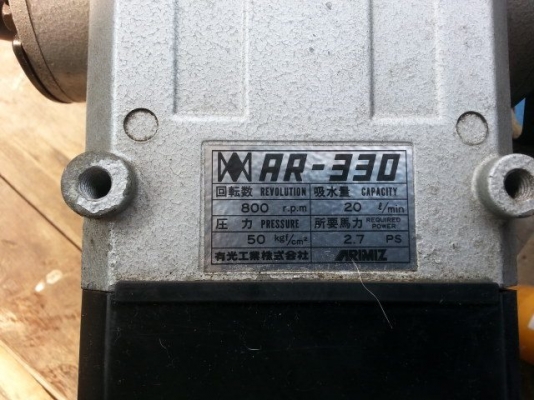 AR-330
回転数 REVOLUTION 吸水量 CAPACITY
800 r.p.m 20 ℓ/min
圧力 PRESSURE 所要馬力 REQUIRED POWER
50 kgf/cm² 2.7 PS
有光工業株式会社 ARIMIZ